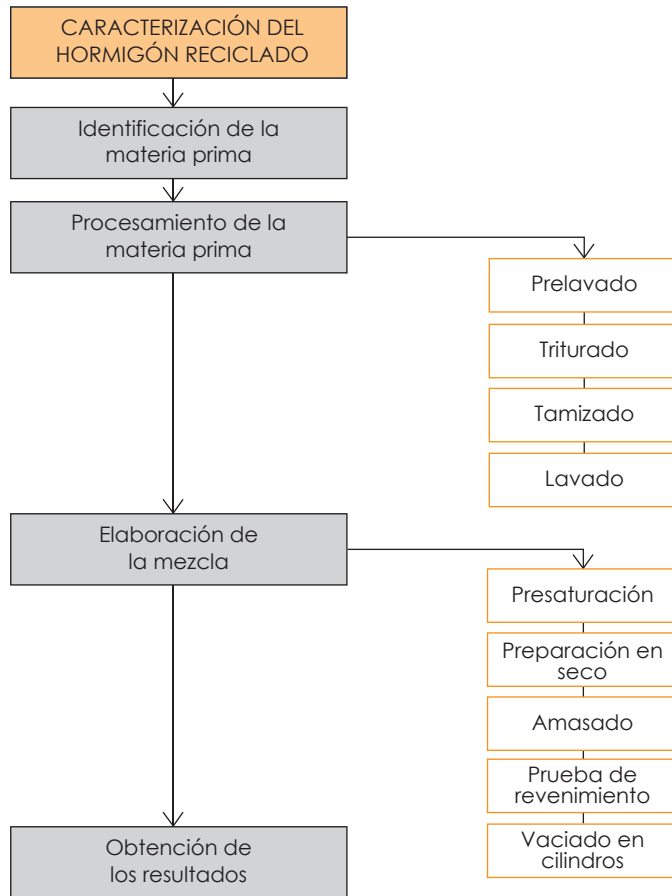 CARACTERIZACIÓN DEL
HORMIGÓN RECICLADO
Identificación de la
materia prima
Procesamiento de la
materia prima
Prelavado
Triturado
Tamizado
Lavado
Elaboración de
la mezcla
Presaturación
Preparación en
seco
Amasado
Prueba de
revenimiento
Vaciado en
cilindros
Obtención de
los resultados